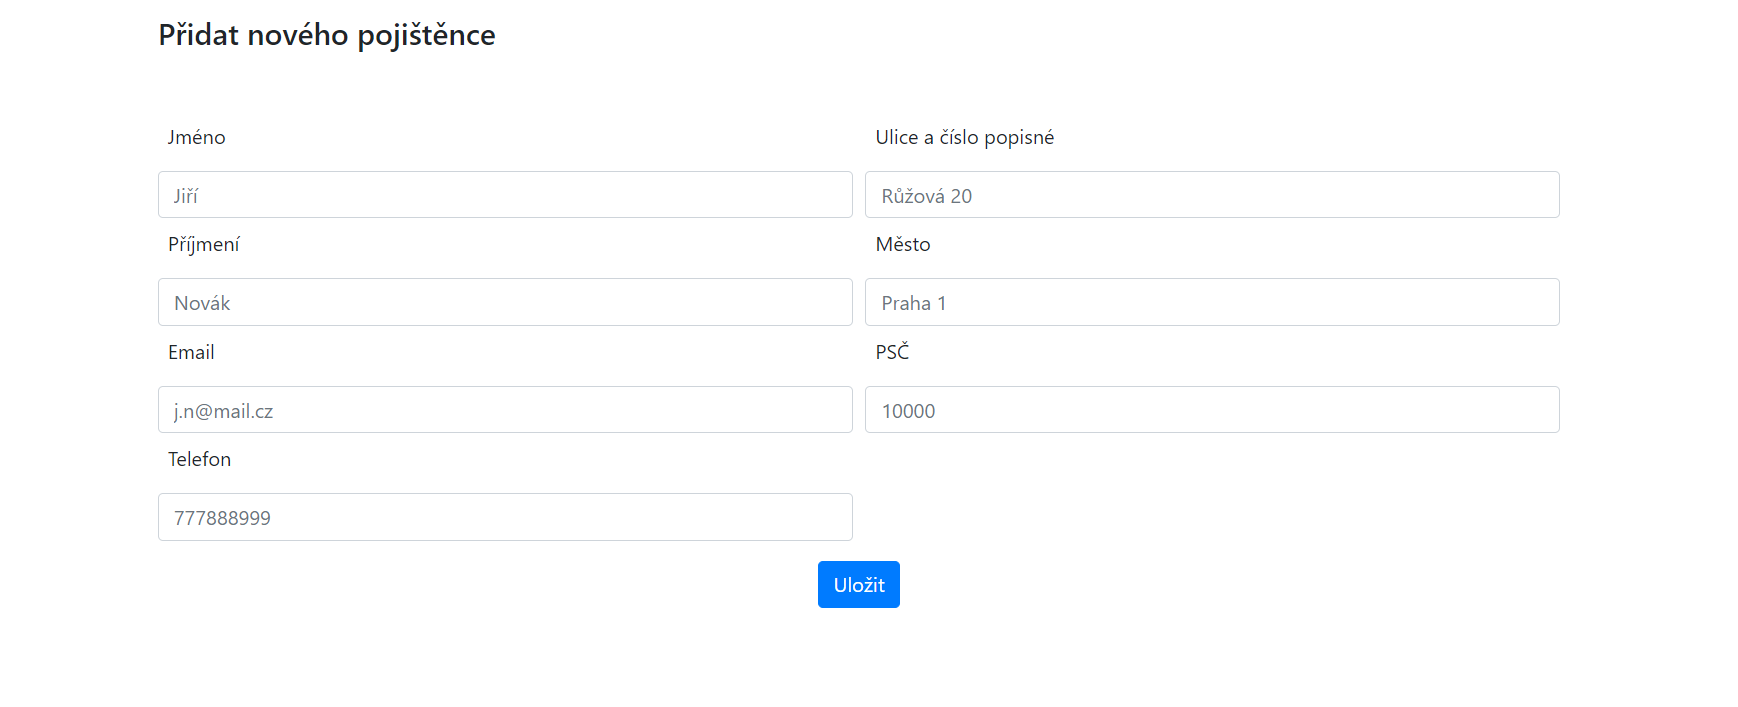 Přidat nového pojištěnce
Jméno
Ulice a číslo popisné
Jiří
Růžová 20
Příjmení
Město
Novák
Praha 1
Email
PSČ
j.n@mail.cz
10000
Telefon
777888999
Uložit